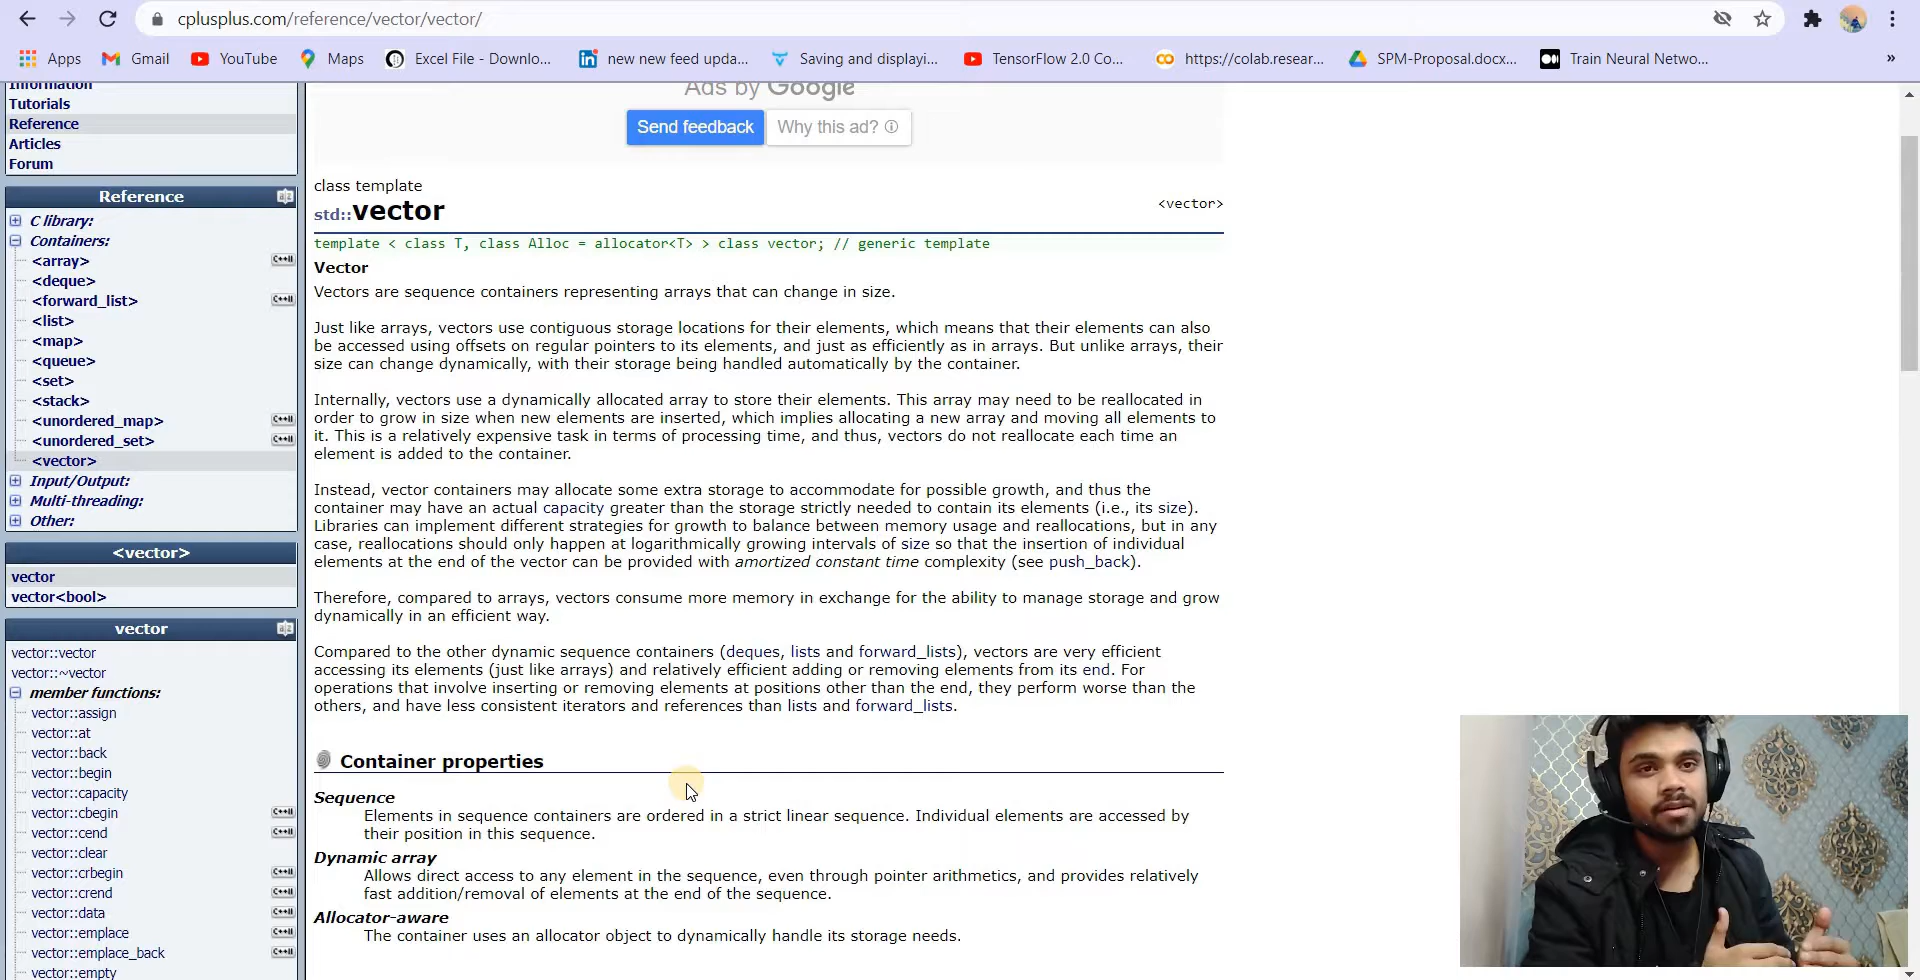 cplusplus.com/reference/vector/vector/
Apps Gmail YouTube Maps Excel File - Downlo... new new feed upda... Saving and displayi... TensorFlow 2.0 Co... https://colab.resear... SPM-Proposal.docx... Train Neural Netwo... »
Information
Tutorials
Reference
Articles
Forum
Reference
C library:
Containers:
<array> C++11
<deque>
<forward_list> C++11
<list>
<map>
<queue>
<set>
<stack>
<unordered_map> C++11
<unordered_set> C++11
<vector>
Input/Output:
Multi-threading:
Other:
<vector>
vector
vector<bool>
vector
vector::vector
vector::~vector
member functions:
vector::assign
vector::at
vector::back
vector::begin
vector::capacity
vector::cbegin C++11
vector::cend C++11
vector::clear
vector::crbegin C++11
vector::crend C++11
vector::data C++11
vector::emplace C++11
vector::emplace_back C++11
vector::empty
Ads by Google
Send feedback Why this ad?
class template
std::vector <vector>
template < class T, class Alloc = allocator<T> > class vector; // generic template
Vector
Vectors are sequence containers representing arrays that can change in size.
Just like arrays, vectors use contiguous storage locations for their elements, which means that their elements can also
be accessed using offsets on regular pointers to its elements, and just as efficiently as in arrays. But unlike arrays, their
size can change dynamically, with their storage being handled automatically by the container.
Internally, vectors use a dynamically allocated array to store their elements. This array may need to be reallocated in
order to grow in size when new elements are inserted, which implies allocating a new array and moving all elements to
it. This is a relatively expensive task in terms of processing time, and thus, vectors do not reallocate each time an
element is added to the container.
Instead, vector containers may allocate some extra storage to accommodate for possible growth, and thus the
container may have an actual capacity greater than the storage strictly needed to contain its elements (i.e., its size).
Libraries can implement different strategies for growth to balance between memory usage and reallocations, but in any
case, reallocations should only happen at logarithmically growing intervals of size so that the insertion of individual
elements at the end of the vector can be provided with amortized constant time complexity (see push_back).
Therefore, compared to arrays, vectors consume more memory in exchange for the ability to manage storage and grow
dynamically in an efficient way.
Compared to the other dynamic sequence containers (deques, lists and forward_lists), vectors are very efficient
accessing its elements (just like arrays) and relatively efficient adding or removing elements from its end. For
operations that involve inserting or removing elements at positions other than the end, they perform worse than the
others, and have less consistent iterators and references than lists and forward_lists.
Container properties
Sequence
Elements in sequence containers are ordered in a strict linear sequence. Individual elements are accessed by
their position in this sequence.
Dynamic array
Allows direct access to any element in the sequence, even through pointer arithmetics, and provides relatively
fast addition/removal of elements at the end of the sequence.
Allocator-aware
The container uses an allocator object to dynamically handle its storage needs.